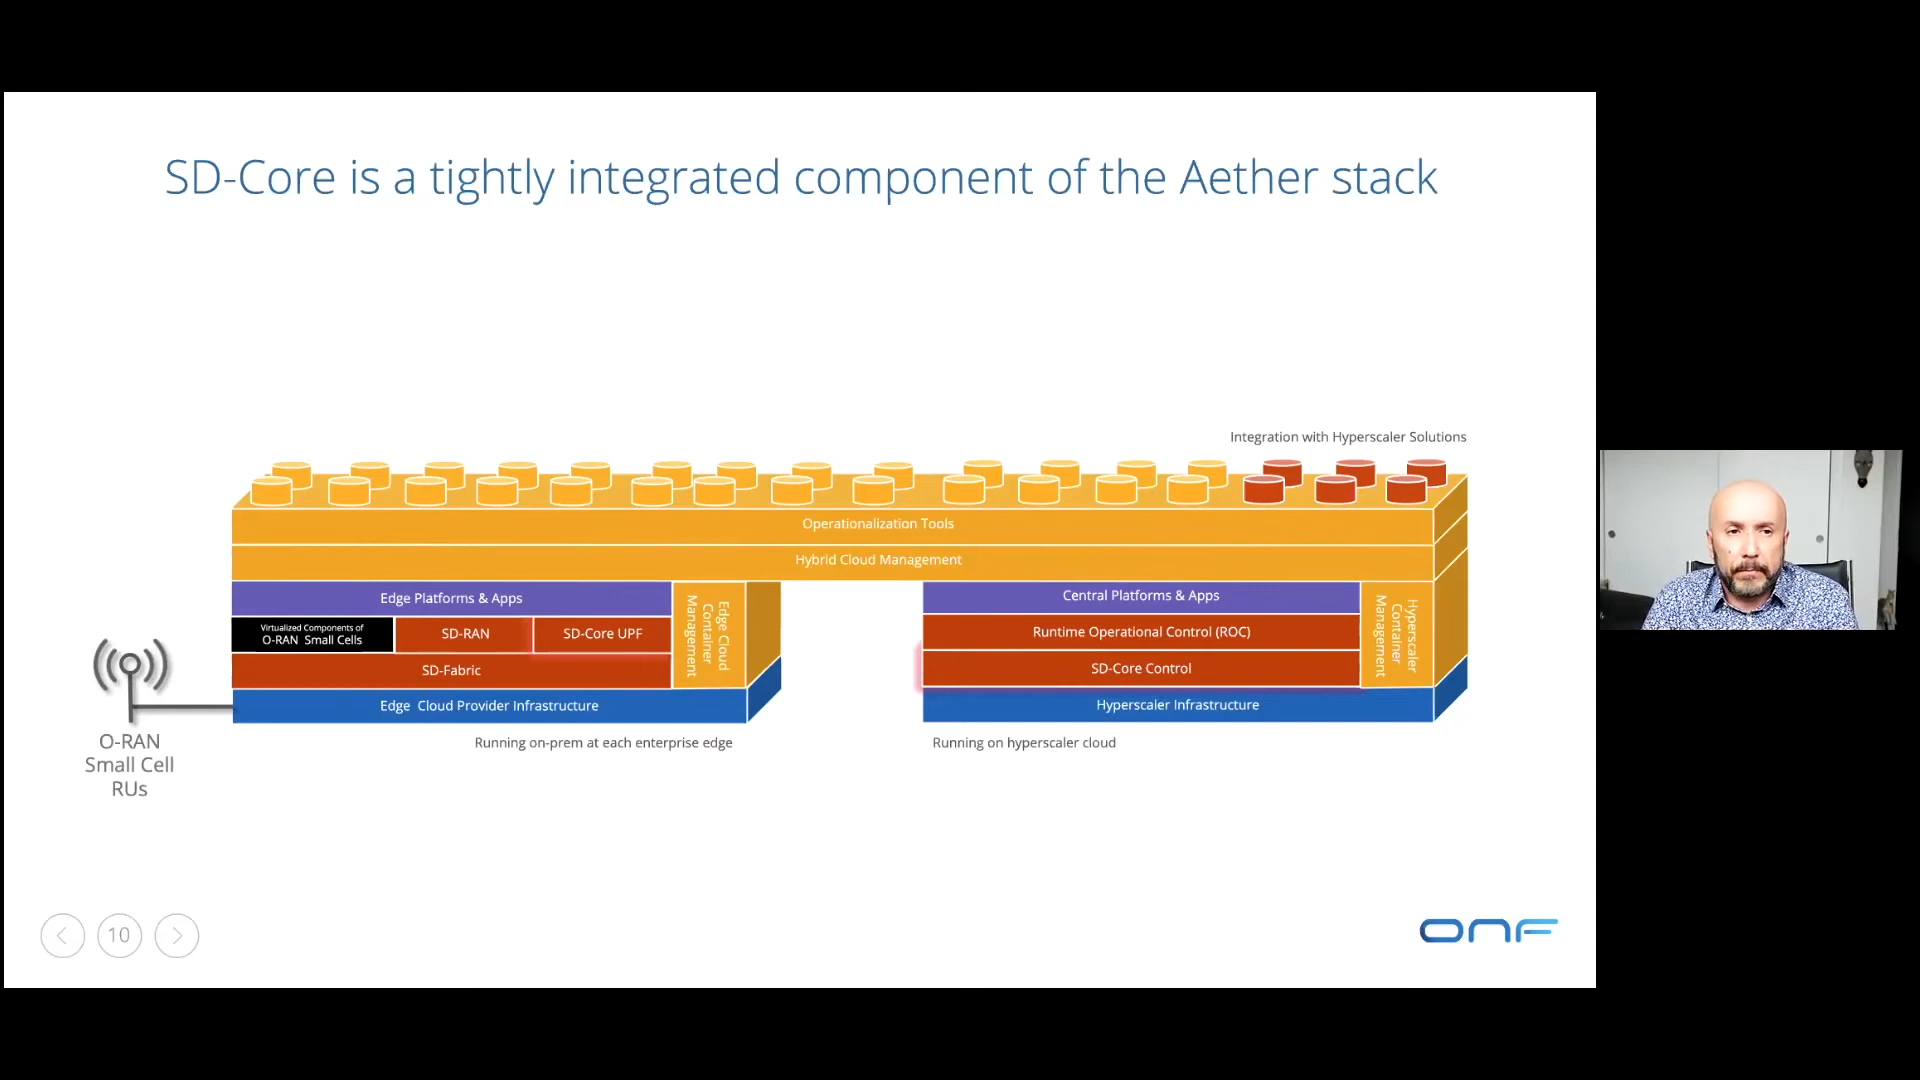 SD-Core is a tightly integrated component of the Aether stack
Integration with Hyperscaler Solutions
Operationalization Tools
Hybrid Cloud Management
Edge Platforms & Apps
Virtualized Components of
O-RAN Small Cells
SD-RAN
SD-Core UPF
SD-Fabric
Edge Cloud
Container
Management
Edge Cloud Provider Infrastructure
Running on-prem at each enterprise edge
Central Platforms & Apps
Runtime Operational Control (ROC)
SD-Core Control
Hyperscaler
Container
Management
Hyperscaler Infrastructure
Running on hyperscaler cloud
O-RAN
Small Cell
RUs
10
ONF